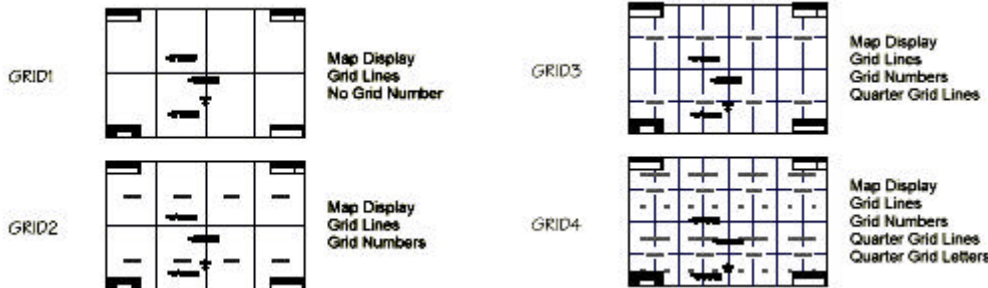 GRID1
Map Display
Grid Lines
No Grid Number
GRID2
Map Display
Grid Lines
Grid Numbers
GRID3
Map Display
Grid Lines
Grid Numbers
Quarter Grid Lines
GRID4
Map Display
Grid Lines
Grid Numbers
Quarter Grid Lines
Quarter Grid Letters